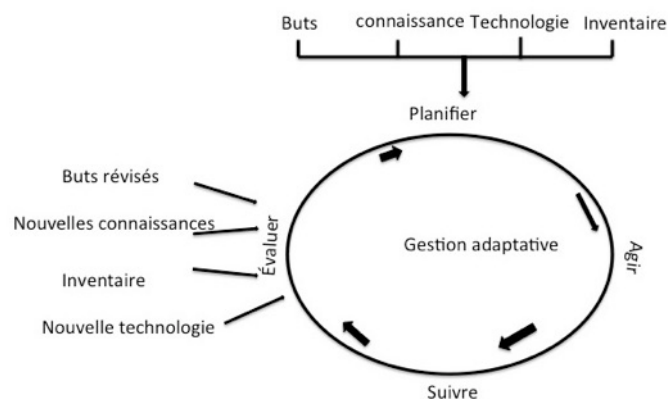 Buts
connaissance
Technologie
Inventaire
Planifier
Buts révisés
Nouvelles connaissances
Inventaire
Nouvelle technologie
Évaluer
Gestion adaptative
Agir
Suivre